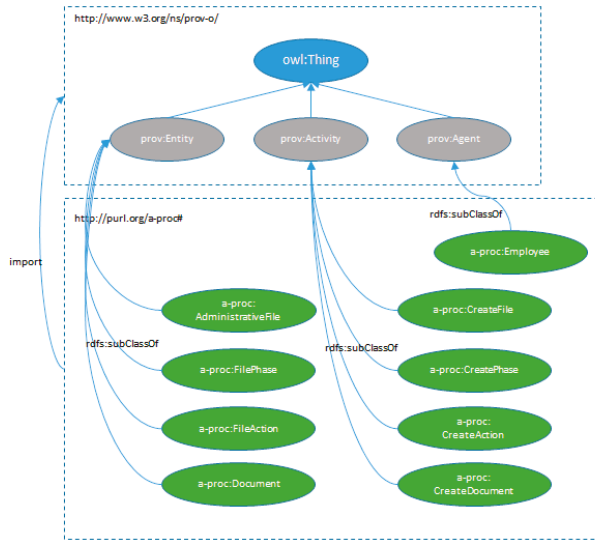 http://www.w3.org/ns/prov-o/
owl:Thing
prov:Entity
prov:Activity
prov:Agent
http://purl.org/a-proc#
rdfs:subClassOf
a-proc:Employee
import
a-proc:
AdministrativeFile
a-proc:CreateFile
rdfs:subClassOf
rdfs:subClassOf
a-proc:FilePhase
a-proc:CreatePhase
a-proc:FileAction
a-proc:
CreateAction
a-proc:Document
a-proc:
CreateDocument